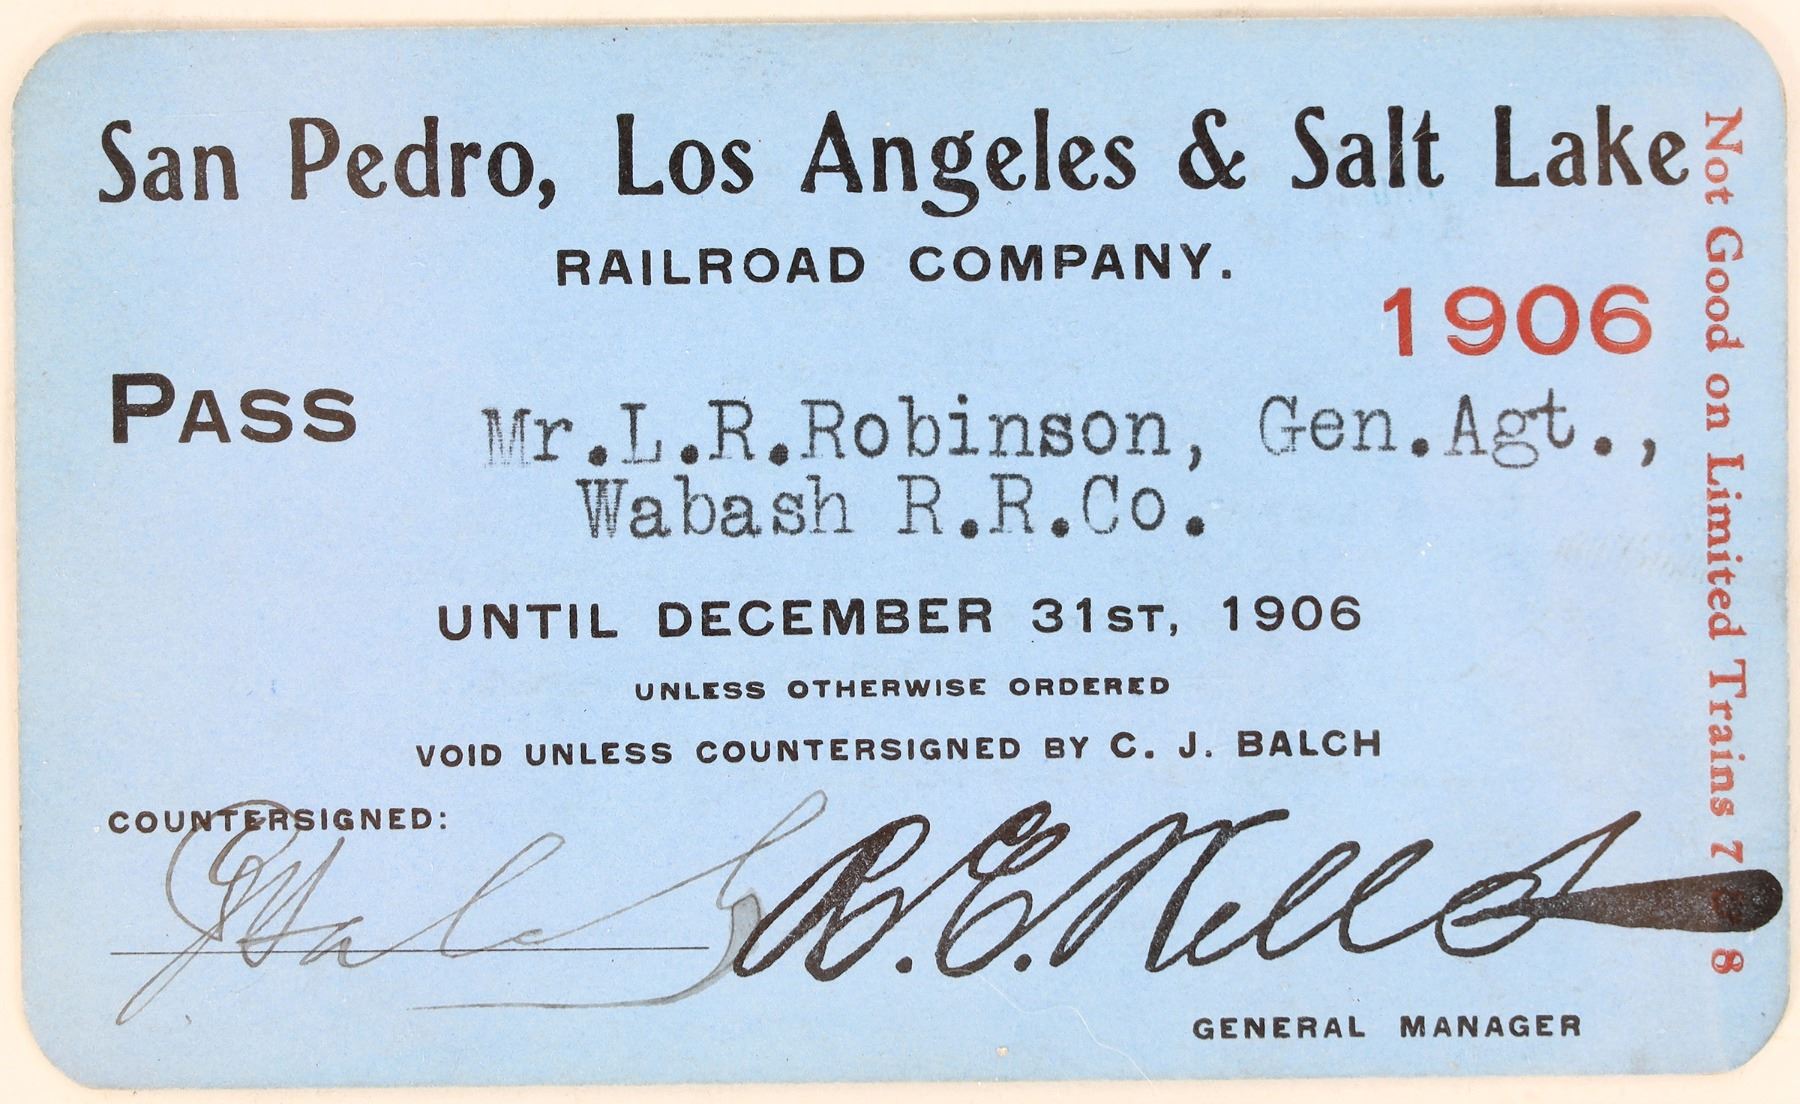 San Pedro, Los Angeles & Salt Lake
RAILROAD COMPANY.
1906
PASS Mr.L.R.Robinson, Gen.Agt.,
Wabash R.R.Co.
UNTIL DECEMBER 31ST, 1906
UNLESS OTHERWISE ORDERED
VOID UNLESS COUNTERSIGNED BY C. J. BALCH
COUNTERSIGNED:
R.E.Wells
GENERAL MANAGER
Not Good on Limited Trains 7 8